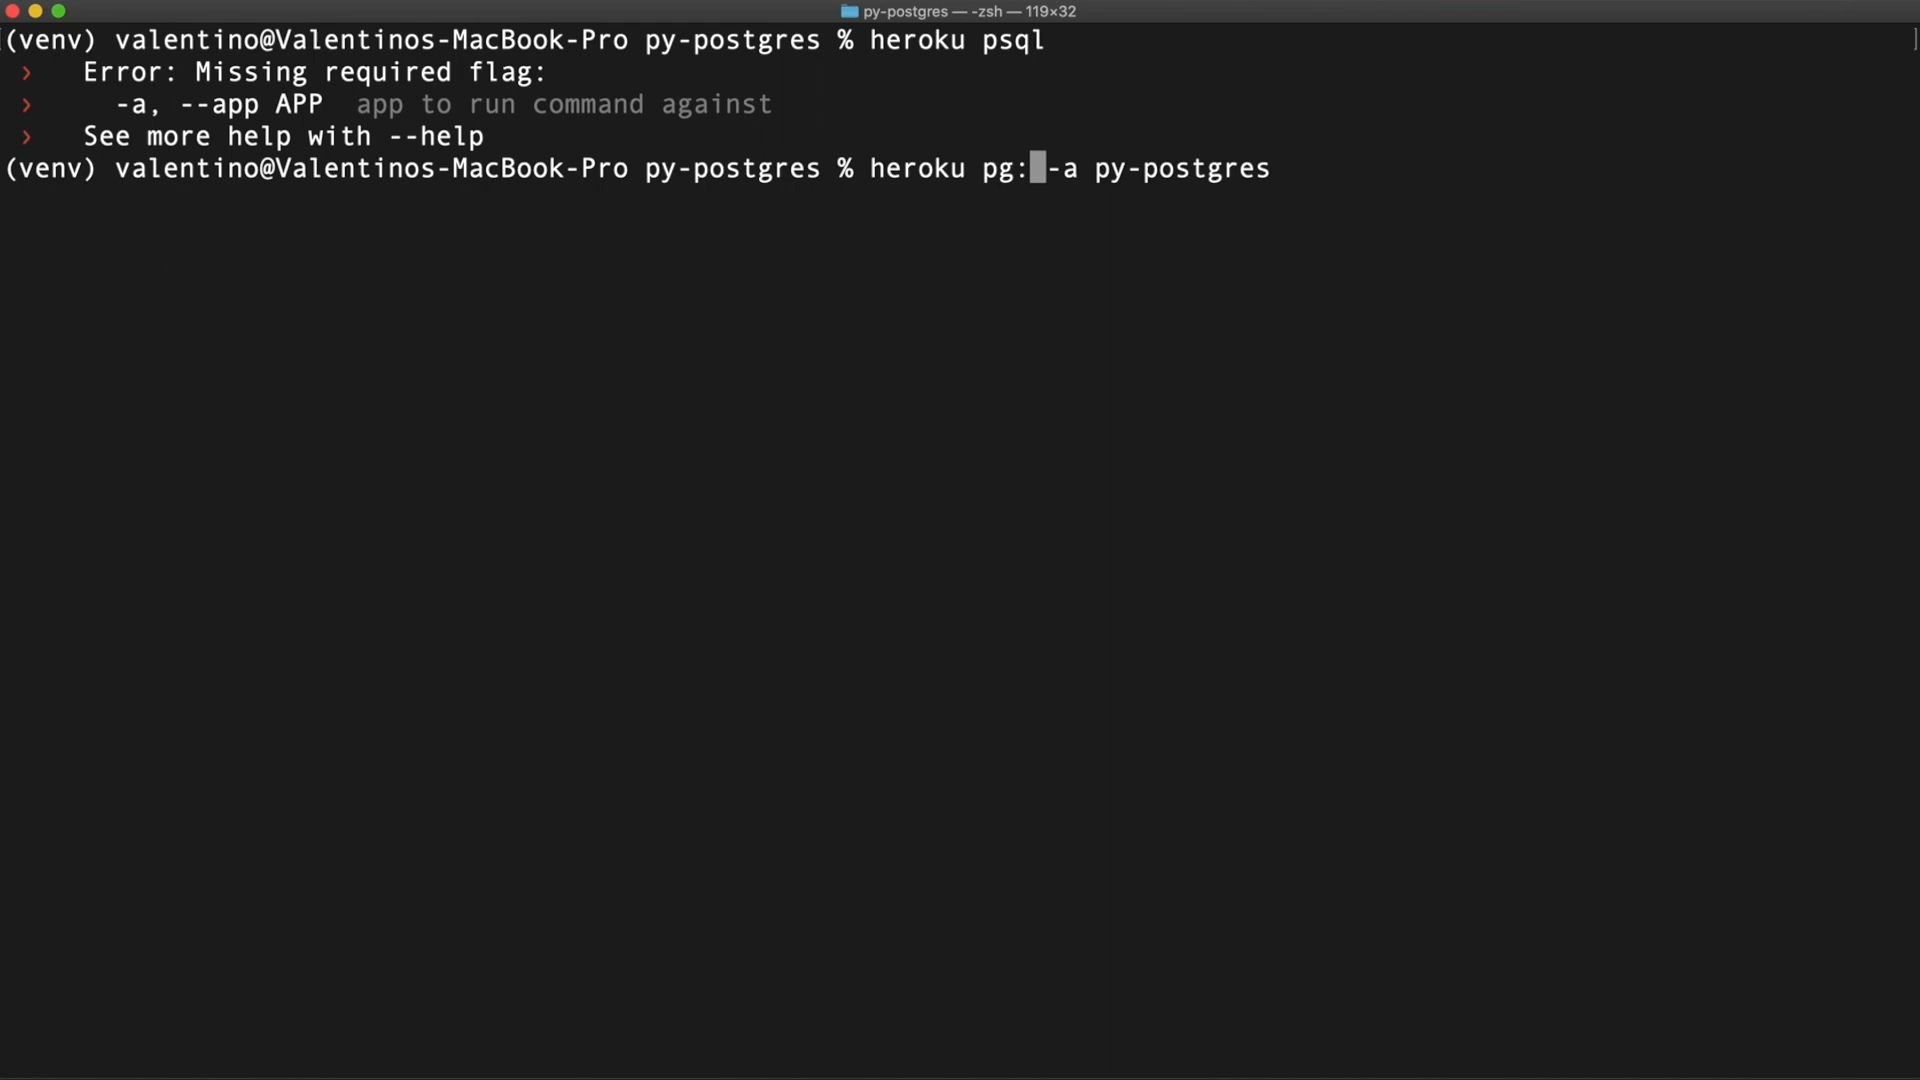 py-postgres — -zsh — 119×32
(venv) valentino@Valentinos-MacBook-Pro py-postgres % heroku psql
› Error: Missing required flag:
› -a, --app APP app to run command against
› See more help with --help
(venv) valentino@Valentinos-MacBook-Pro py-postgres % heroku pg: -a py-postgres